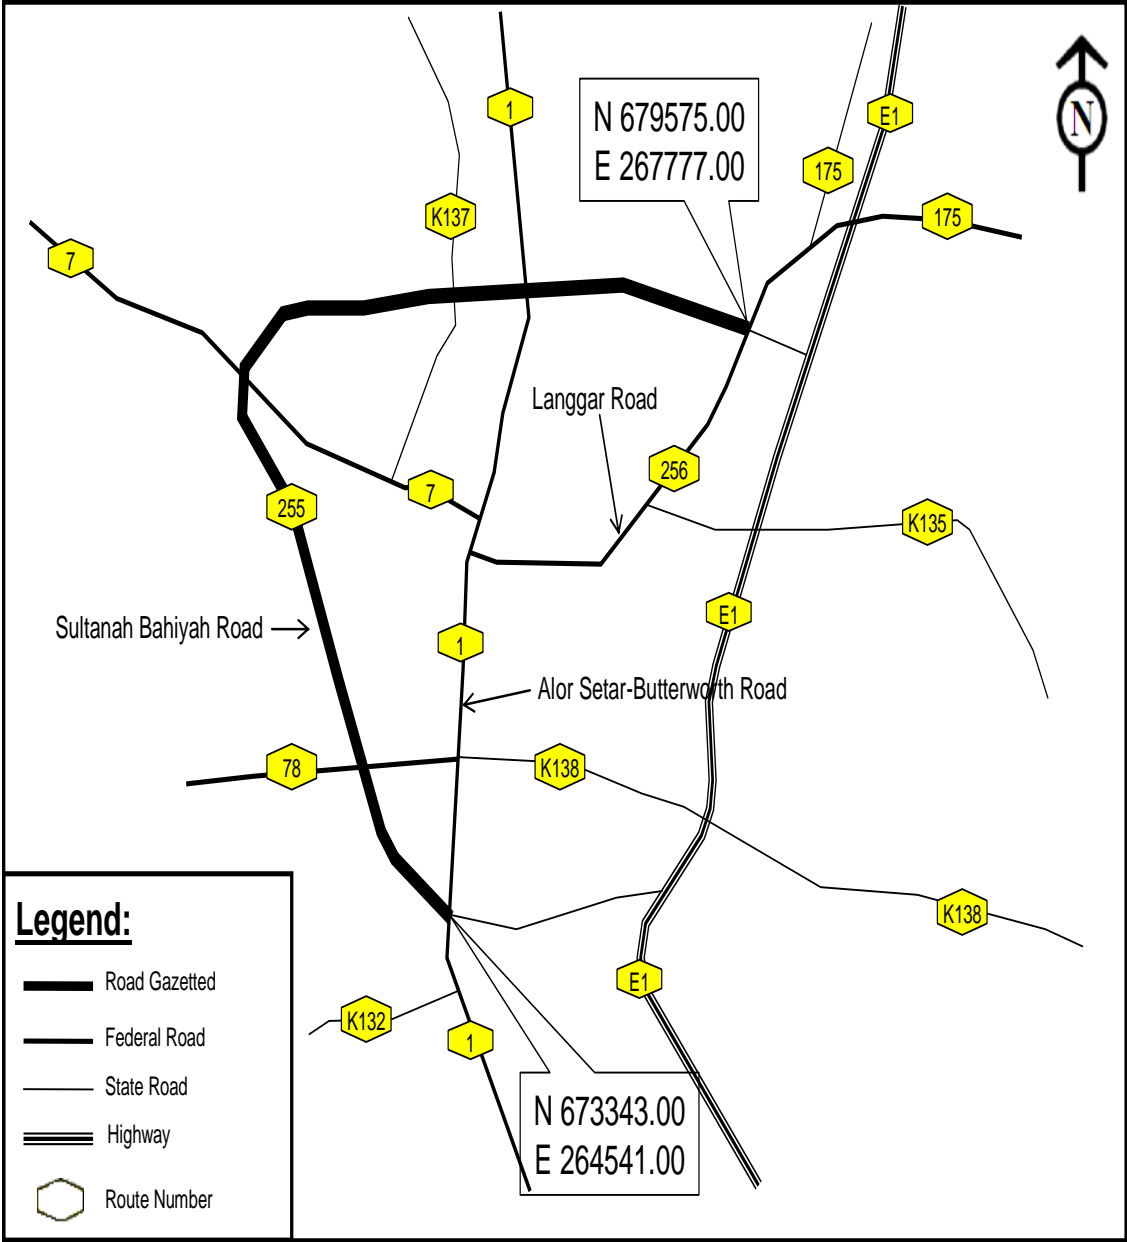 N
1
E1
N 679575.00
E 267777.00
175
K137
175
7
Langgar Road
256
7
255
K135
E1
Sultanah Bahiyah Road
1
Alor Setar-Butterworth Road
78
K138
K138
Legend:
Road Gazetted
Federal Road
State Road
Highway
Route Number
E1
K132
1
N 673343.00
E 264541.00